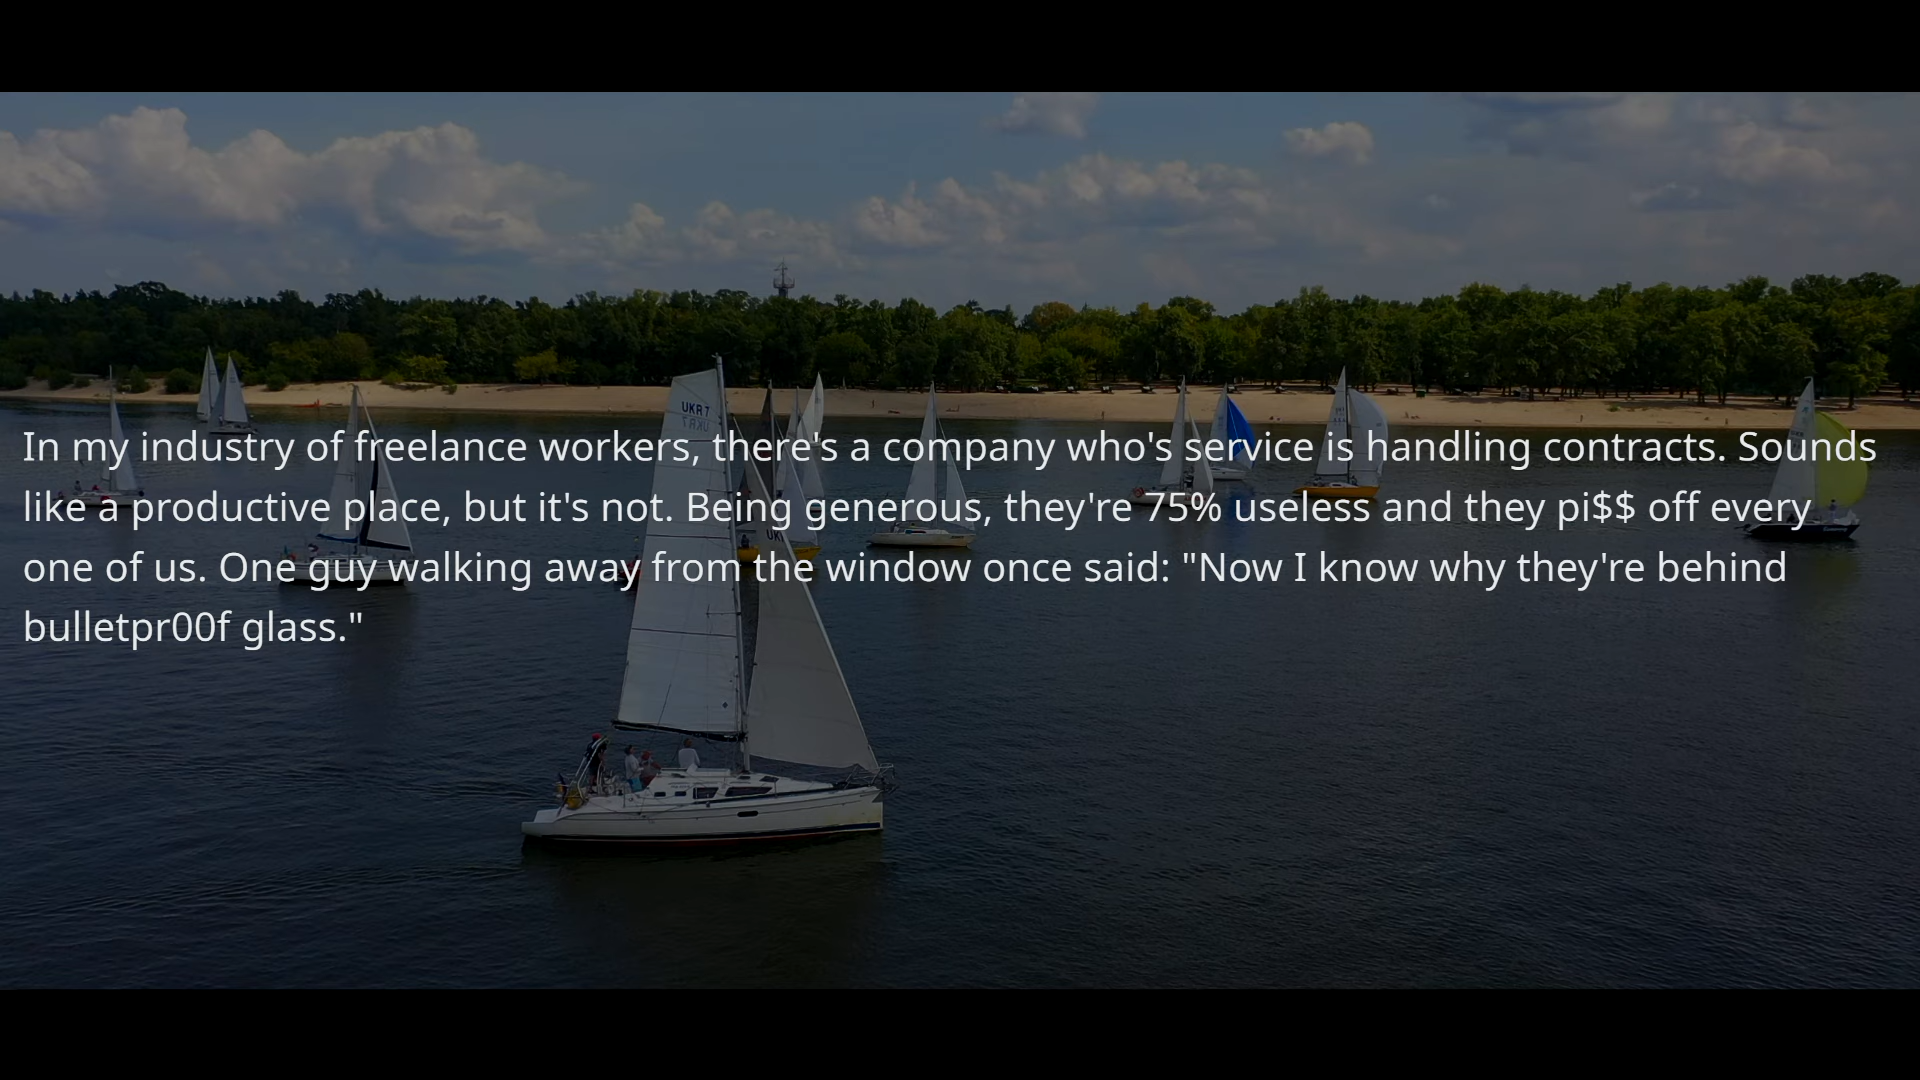 UKR 7
In my industry of freelance workers, there's a company who's service is handling contracts. Sounds
like a productive place, but it's not. Being generous, they're 75% useless and they pi$$ off every
one of us. One guy walking away from the window once said: "Now I know why they're behind
bulletpr00f glass."